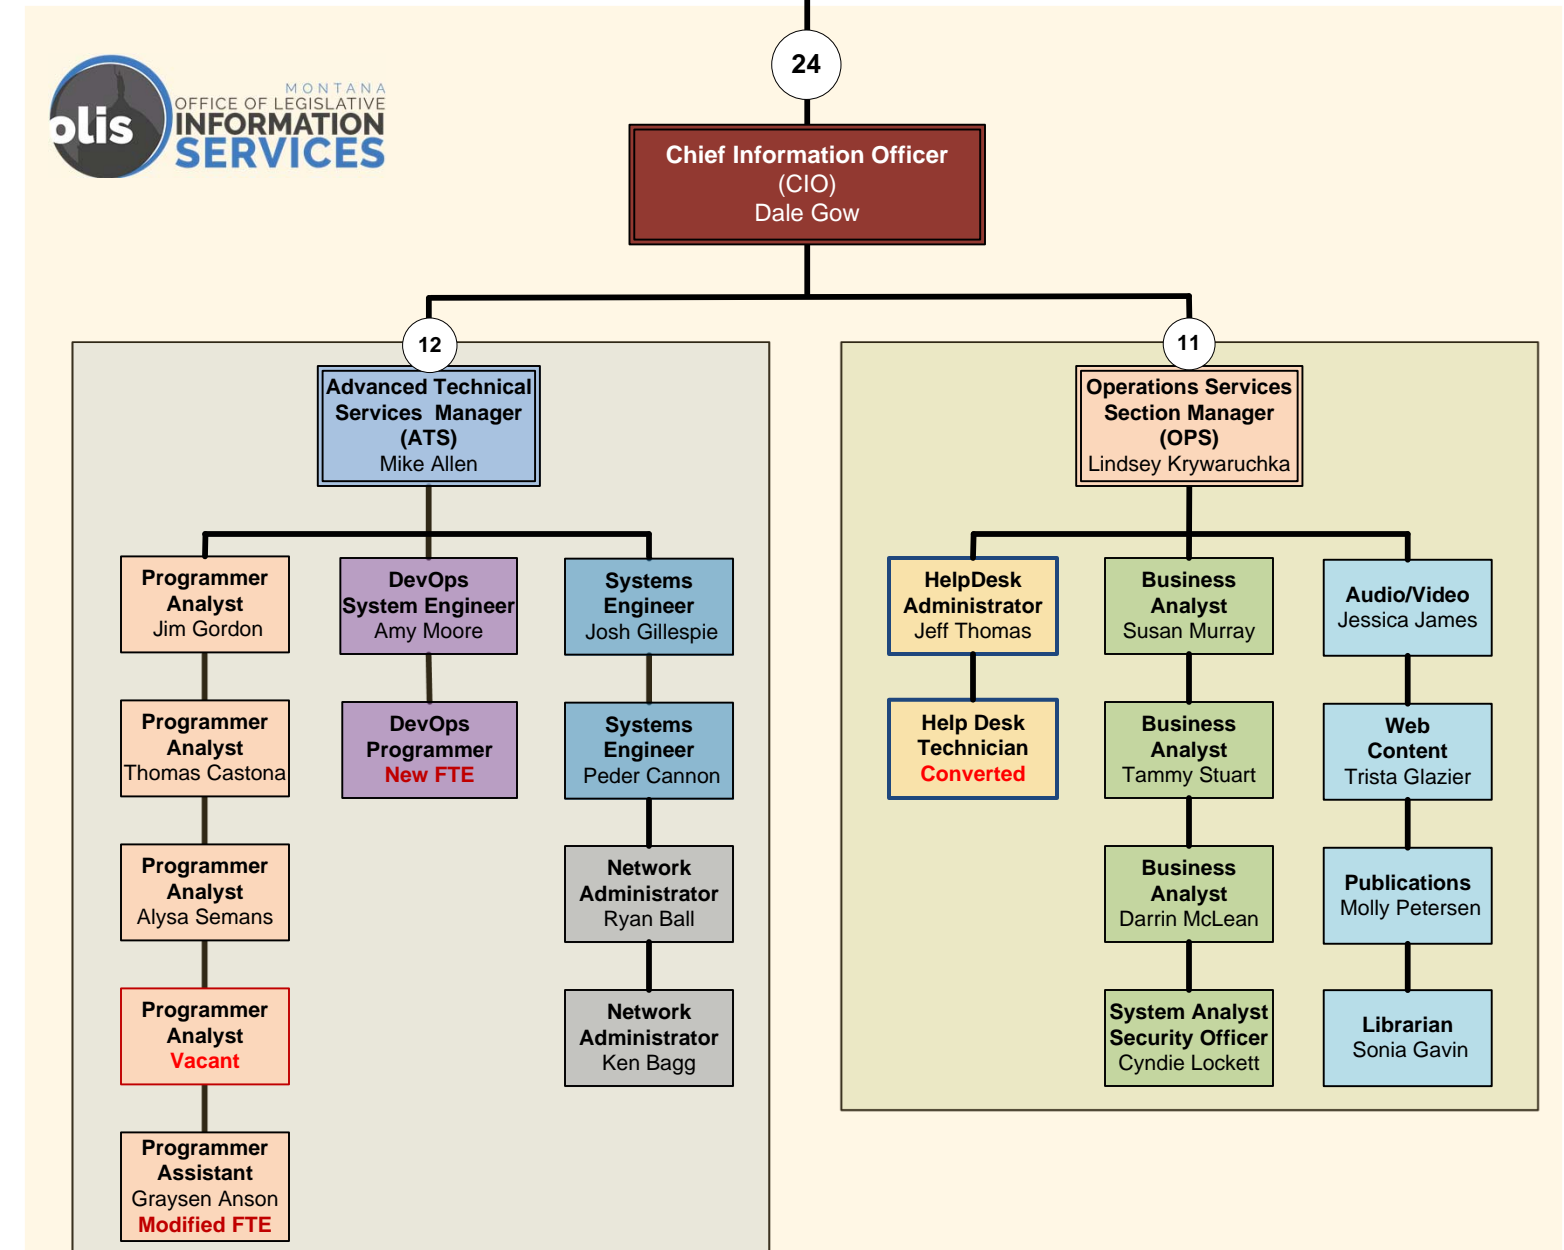 24
olis
MONTANA
OFFICE OF LEGISLATIVE
INFORMATION
SERVICES
Chief Information Officer
(CIO)
Dale Gow
12
Advanced Technical
Services Manager
(ATS)
Mike Allen
11
Operations Services
Section Manager
(OPS)
Lindsey Krywaruchka
Programmer
Analyst
Jim Gordon
DevOps
System Engineer
Amy Moore
Systems
Engineer
Josh Gillespie
HelpDesk
Administrator
Jeff Thomas
Business
Analyst
Susan Murray
Audio/Video
Jessica James
Programmer
Analyst
Thomas Castona
DevOps
Programmer
New FTE
Systems
Engineer
Peder Cannon
Help Desk
Technician
Converted
Business
Analyst
Tammy Stuart
Web
Content
Trista Glazier
Programmer
Analyst
Alysa Semans
Network
Administrator
Ryan Ball
Business
Analyst
Darrin McLean
Publications
Molly Petersen
Programmer
Analyst
Vacant
Network
Administrator
Ken Bagg
System Analyst
Security Officer
Cyndie Lockett
Librarian
Sonia Gavin
Programmer
Assistant
Graysen Anson
Modified FTE